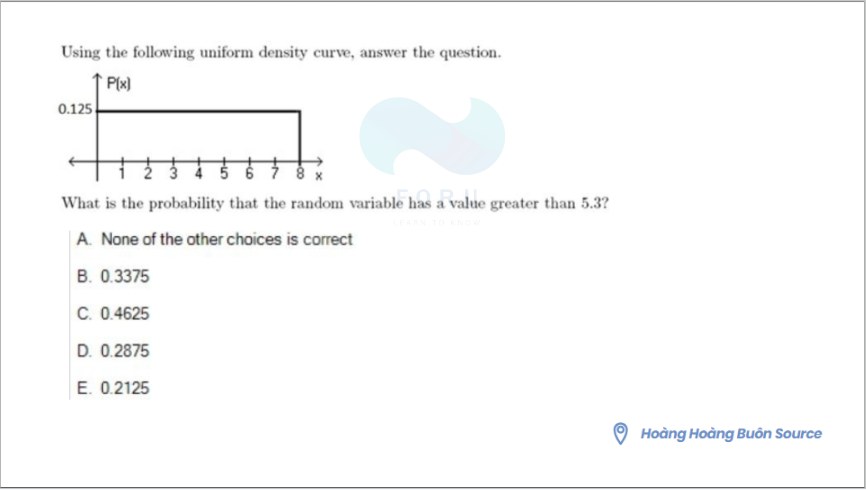 Using the following uniform density curve, answer the question.
P(x)
0.125
1 2 3 4 5 6 7 8 x
What is the probability that the random variable has a value greater than 5.3?
A. None of the other choices is correct
B. 0.3375
C. 0.4625
D. 0.2875
E. 0.2125
Hoàng Hoàng Buôn Source